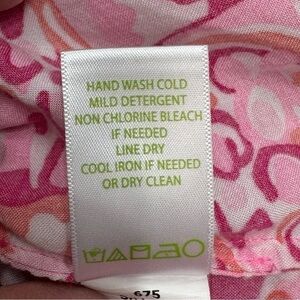 HAND WASH COLD
MILD DETERGENT
NON CHLORINE BLEACH
IF NEEDED
LINE DRY
COOL IRON IF NEEDED
OR DRY CLEAN
675